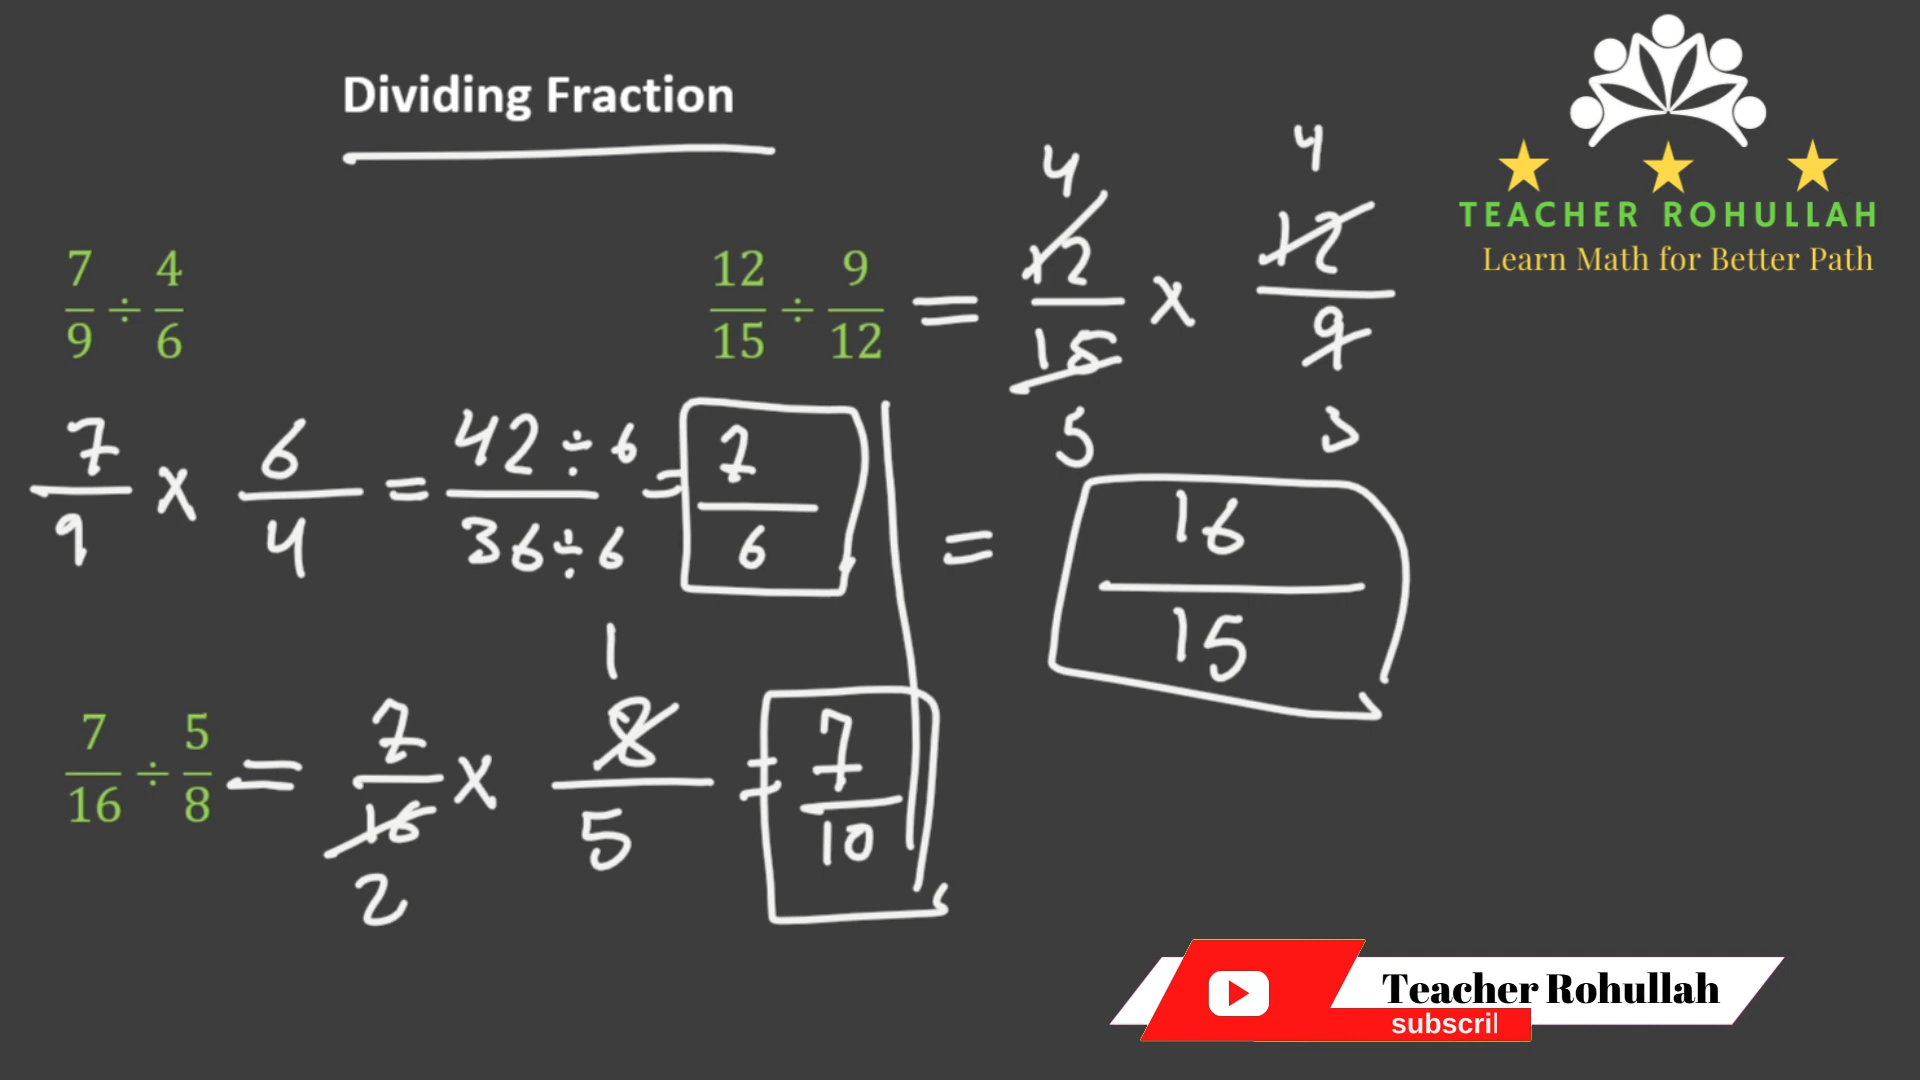 Dividing Fraction
TEACHER ROHULLAH
Learn Math for Better Path
7/9 ÷ 4/6
7/9 x 6/4 = 42÷6/36÷6 = 7/6
7/16 ÷ 5/8 = 7/16 x 8/5 = 7/10
2 1
12/15 ÷ 9/12 = 12/15 x 12/9
4 4
5 3
= 16/15
Teacher Rohullah
subscril